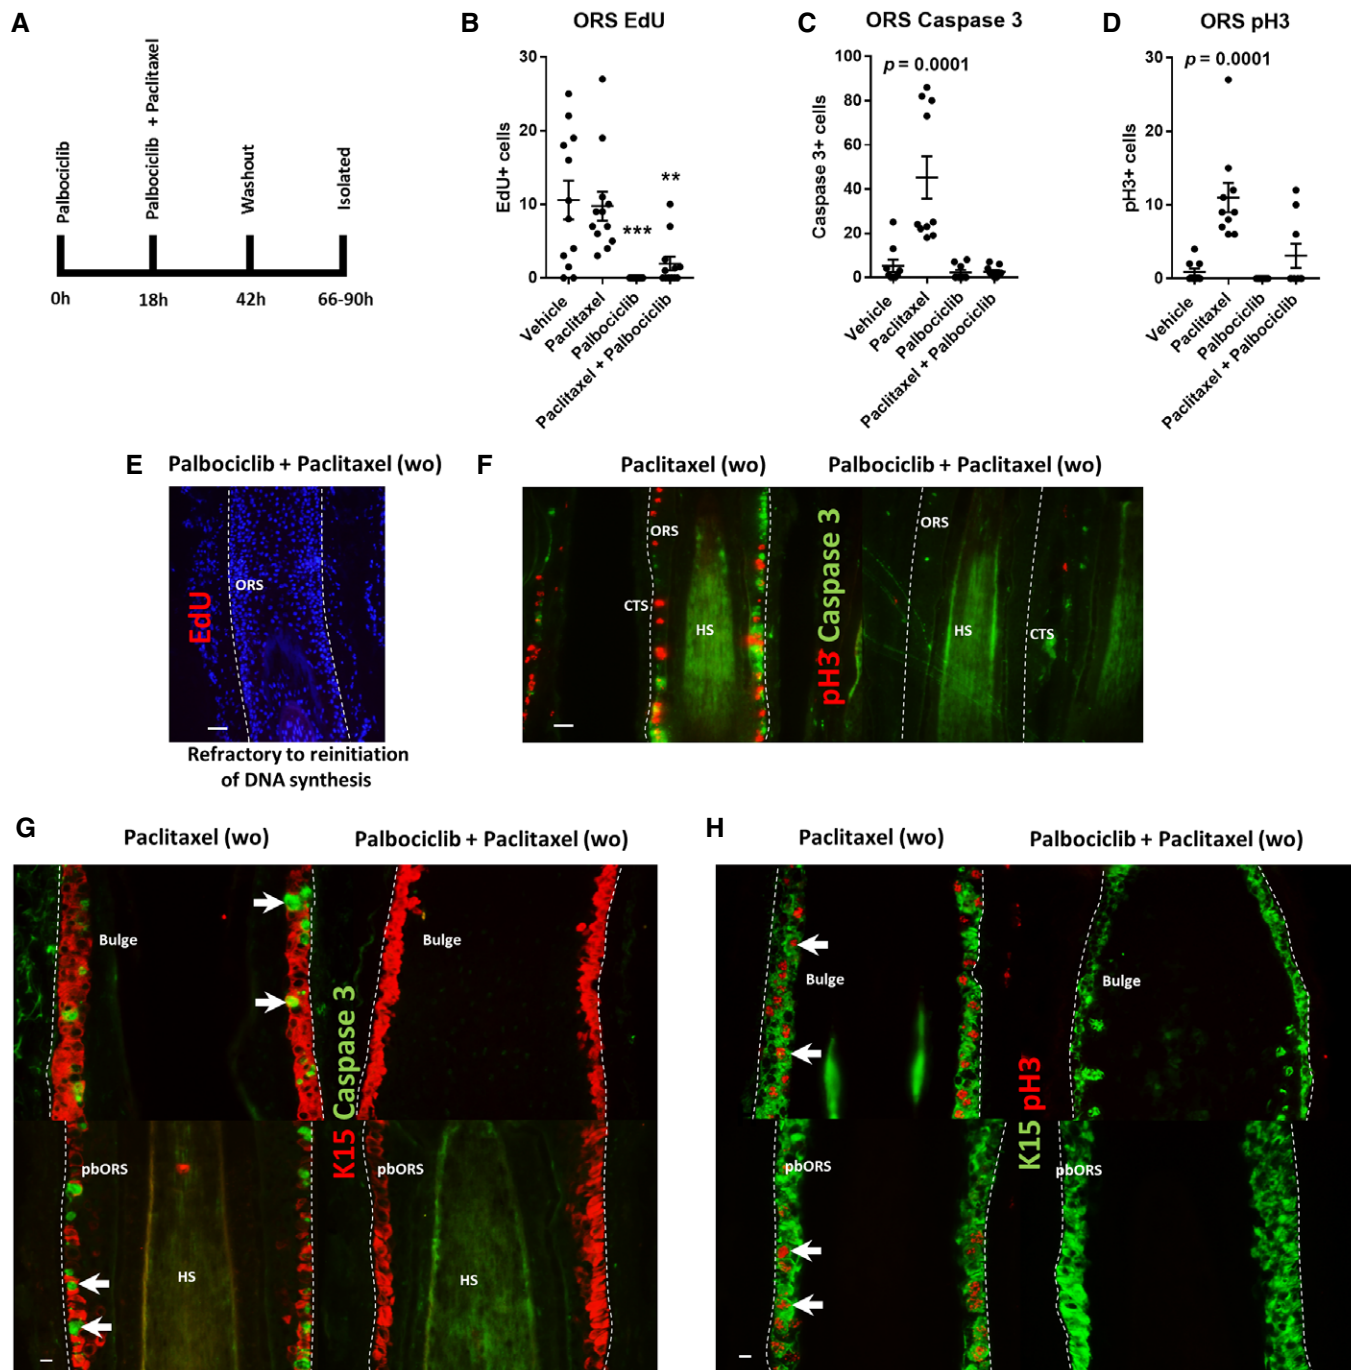 A
Palbociclib
Palbociclib + Paclitaxel
Washout
Isolated
0h
18h
42h
66-90h
B
ORS EdU
EdU+ cells
30
20
10
0
***
**
Vehicle
Paclitaxel
Palbociclib
Paclitaxel + Palbociclib
C
ORS Caspase 3
p = 0.0001
Caspase 3+ cells
100
80
60
40
20
0
Vehicle
Paclitaxel
Palbociclib
Paclitaxel + Palbociclib
D
ORS pH3
p = 0.0001
pH3+ cells
30
20
10
0
Vehicle
Paclitaxel
Palbociclib
Paclitaxel + Palbociclib
E
Palbociclib + Paclitaxel (wo)
EdU
ORS
Refractory to reinitiation
of DNA synthesis
F
Paclitaxel (wo)
Palbociclib + Paclitaxel (wo)
ORS
CTS
HS
pH3 Caspase 3
ORS
HS
CTS
G
Paclitaxel (wo)
Palbociclib + Paclitaxel (wo)
Bulge
Bulge
K15 Caspase 3
pbORS
pbORS
HS
HS
H
Paclitaxel (wo)
Palbociclib + Paclitaxel (wo)
Bulge
Bulge
K15 pH3
pbORS
pbORS